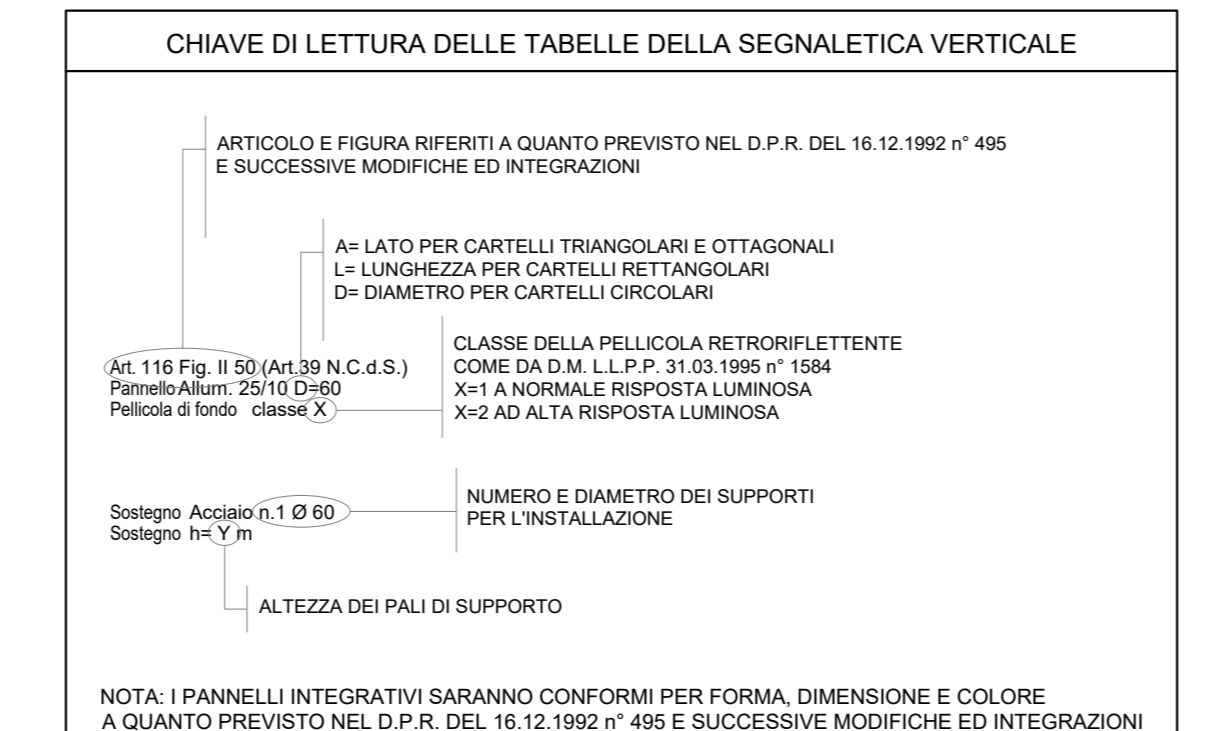 CHIAVE DI LETTURA DELLE TABELLE DELLA SEGNALETICA VERTICALE
ARTICOLO E FIGURA RIFERITI A QUANTO PREVISTO NEL D.P.R. DEL 16.12.1992 n° 495
E SUCCESSIVE MODIFICHE ED INTEGRAZIONI
A= LATO PER CARTELLI TRIANGOLARI E OTTAGONALI
L= LUNGHEZZA PER CARTELLI RETTANGOLARI
D= DIAMETRO PER CARTELLI CIRCOLARI
CLASSE DELLA PELLICOLA RETRORIFLETTENTE
COME DA D.M. L.L.P.P. 31.03.1995 n° 1584
X=1 A NORMALE RISPOSTA LUMINOSA
X=2 AD ALTA RISPOSTA LUMINOSA
Art. 116 Fig. II 50 (Art.39 N.C.d.S.)
Pannello Allum. 25/10 D=60
Pellicola di fondo classe X
NUMERO E DIAMETRO DEI SUPPORTI
PER L'INSTALLAZIONE
Sostegno Acciaio n.1 Ø 60
Sostegno h= Y m
ALTEZZA DEI PALI DI SUPPORTO
NOTA: I PANNELLI INTEGRATIVI SARANNO CONFORMI PER FORMA, DIMENSIONE E COLORE
A QUANTO PREVISTO NEL D.P.R. DEL 16.12.1992 n° 495 E SUCCESSIVE MODIFICHE ED INTEGRAZIONI